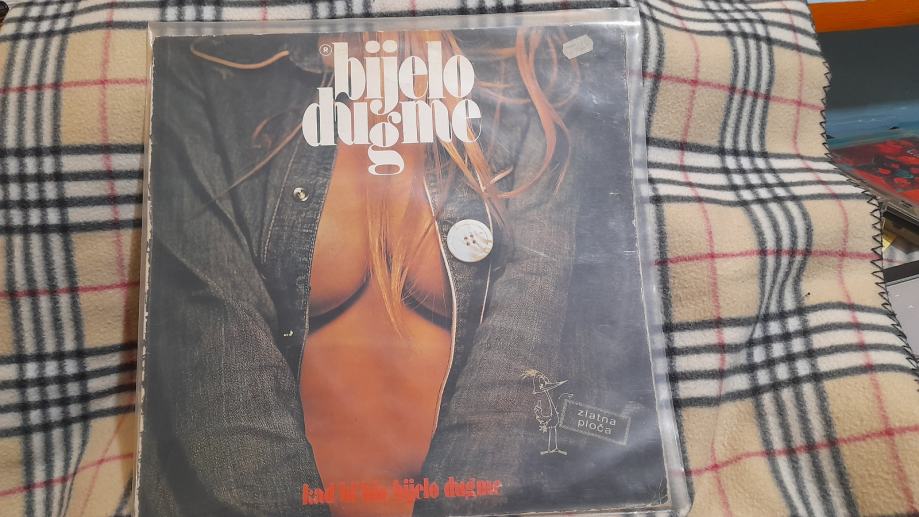 ®
bijelo
dugme
zlatna
ploča
kad bi' bio bijelo dugme